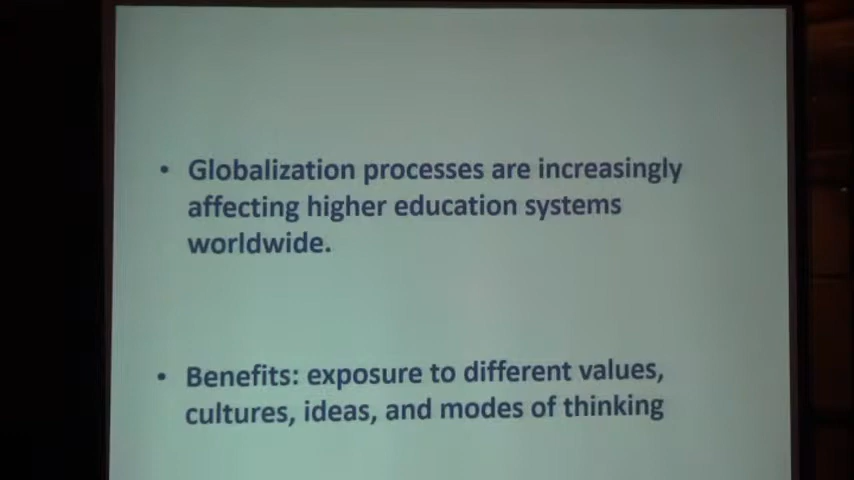 • Globalization processes are increasingly
affecting higher education systems
worldwide.
• Benefits: exposure to different values,
cultures, ideas, and modes of thinking